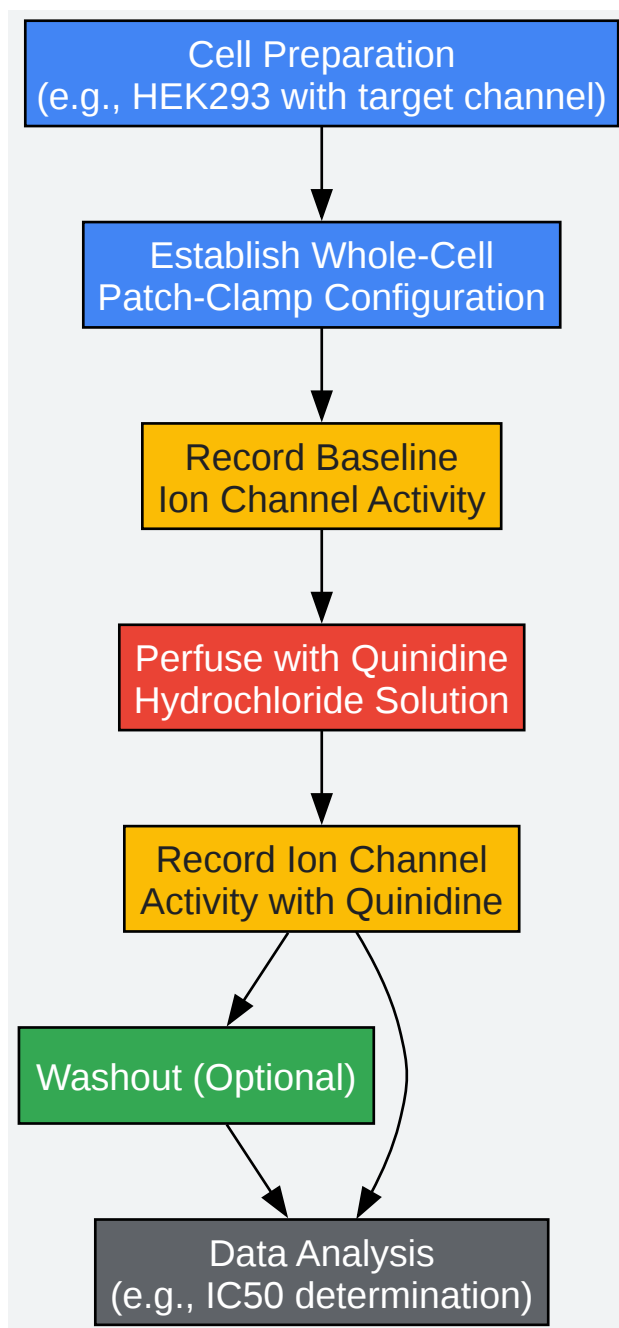 Cell Preparation
(e.g., HEK293 with target channel)
Establish Whole-Cell
Patch-Clamp Configuration
Record Baseline
Ion Channel Activity
Perfuse with Quinidine
Hydrochloride Solution
Record Ion Channel
Activity with Quinidine
Washout (Optional)
Data Analysis
(e.g., IC50 determination)